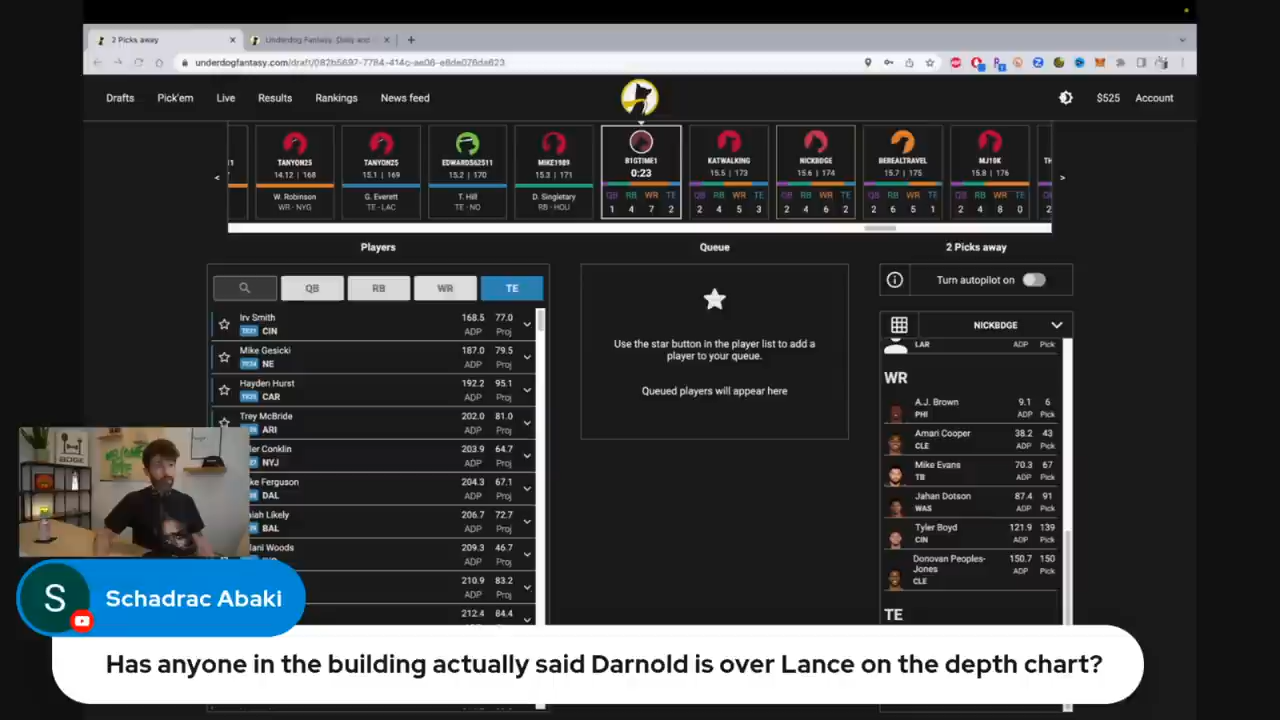 2 Picks away
Underdog Fantasy: Daily and
underdogfantasy.com/draft/082b5697-7784-414c-ae06-e8de076da623
Drafts Pick'em Live Results Rankings News feed
$525 Account
TANYON25 TANYON25 EDWARDS62511 MIKE1989 B1GTIME1 KATWALKING NICKBDGE BEREALTRAVEL MJ10K
14.12 | 168 15.1 | 169 15.2 | 170 15.3 | 171 0:23 15.5 | 173 15.6 | 174 15.7 | 175 15.8 | 176
W. Robinson G. Everett T. Hill D. Singletary QB RB WR TE QB RB WR TE QB RB WR TE QB RB WR TE QB RB WR TE
WR - NYG TE - LAC TE - NO RB - HOU 1 4 7 2 2 4 5 3 2 4 6 2 2 6 5 1 2 4 8 0
Players Queue 2 Picks away
QB RB WR TE
Turn autopilot on
NICKBDGE
LAR ADP Pick
Irv Smith 168.5 77.0
CIN ADP Proj
Mike Gesicki 187.0 79.5
NE ADP Proj
Hayden Hurst 192.2 95.1
CAR ADP Proj
Trey McBride 202.0 81.0
ARI ADP Proj
ler Conklin 203.9 64.7
NYJ ADP Proj
ke Ferguson 204.3 67.1
DAL ADP Proj
iah Likely 206.7 72.7
BAL ADP Proj
lani Woods 209.3 46.7
ADP Proj
210.9 83.2
ADP Proj
212.4 84.4
Use the star button in the player list to add a
player to your queue.
Queued players will appear here
WR
A.J. Brown 9.1 6
PHI ADP Pick
Amari Cooper 38.2 43
CLE ADP Pick
Mike Evans 70.3 67
TB ADP Pick
Jahan Dotson 87.4 91
WAS ADP Pick
Tyler Boyd 121.9 139
CIN ADP Pick
Donovan Peoples- 150.7 150
Jones ADP Pick
CLE
TE
BDGE
S
Schadrac Abaki
Has anyone in the building actually said Darnold is over Lance on the depth chart?